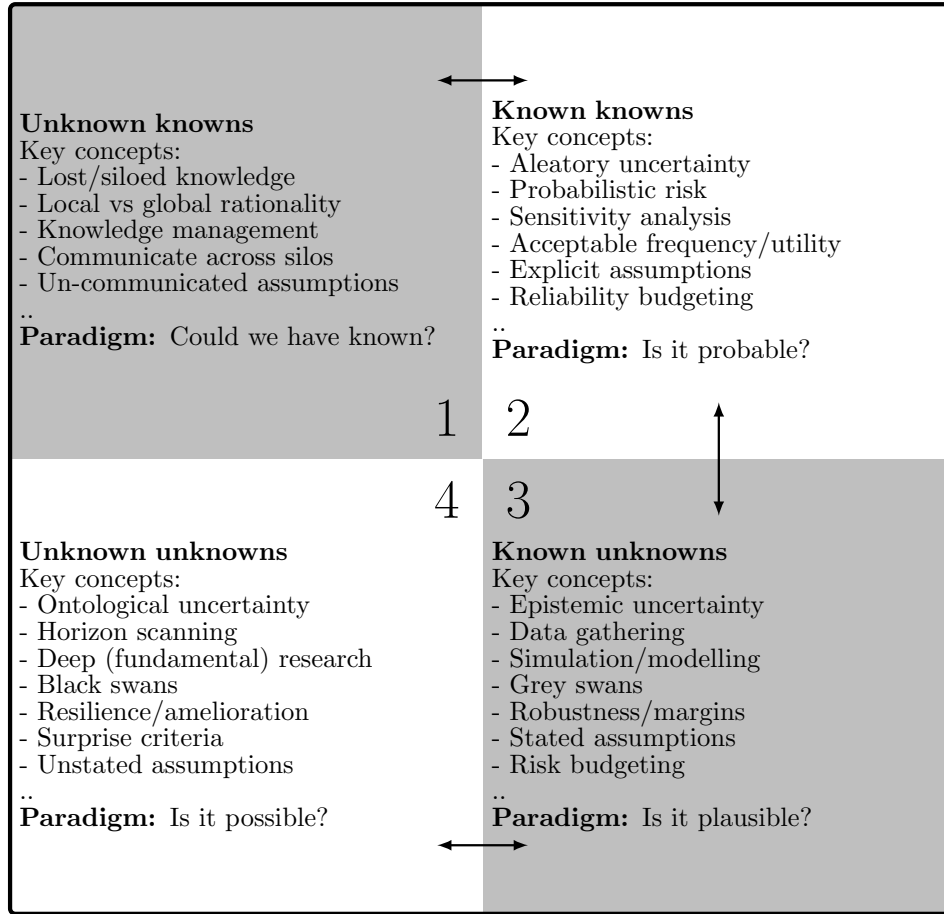 Unknown knowns
Key concepts:
- Lost/siloed knowledge
- Local vs global rationality
- Knowledge management
- Communicate across silos
- Un-communicated assumptions
..
Paradigm: Could we have known?
1
Known knowns
Key concepts:
- Aleatory uncertainty
- Probabilistic risk
- Sensitivity analysis
- Acceptable frequency/utility
- Explicit assumptions
- Reliability budgeting
..
Paradigm: Is it probable?
2
4
Unknown unknowns
Key concepts:
- Ontological uncertainty
- Horizon scanning
- Deep (fundamental) research
- Black swans
- Resilience/amelioration
- Surprise criteria
- Unstated assumptions
..
Paradigm: Is it possible?
3
Known unknowns
Key concepts:
- Epistemic uncertainty
- Data gathering
- Simulation/modelling
- Grey swans
- Robustness/margins
- Stated assumptions
- Risk budgeting
..
Paradigm: Is it plausible?